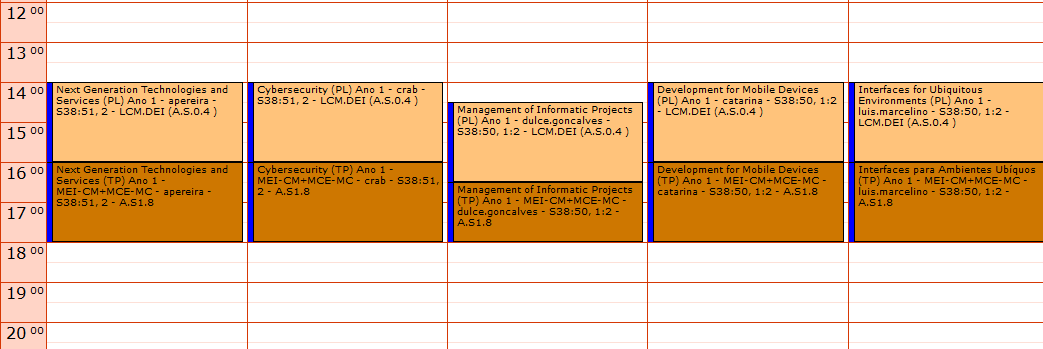 12 00
13 00
14 00
15 00
16 00
17 00
18 00
19 00
20 00
Next Generation Technologies and
Services (PL) Ano 1 - apereira -
S38:51, 2 - LCM.DEI (A.S.0.4 )
Next Generation Technologies and
Services (TP) Ano 1 -
MEI-CM+MCE-MC - apereira -
S38:51, 2 - A.S1.8
Cybersecurity (PL) Ano 1 - crab -
S38:51, 2 - LCM.DEI (A.S.0.4 )
Cybersecurity (TP) Ano 1 -
MEI-CM+MCE-MC - crab - S38:51,
2 - A.S1.8
Management of Informatic Projects
(PL) Ano 1 - dulce.goncalves -
S38:50, 1:2 - LCM.DEI (A.S.0.4 )
Management of Informatic Projects
(TP) Ano 1 - MEI-CM+MCE-MC -
dulce.goncalves - S38:50, 1:2 -
A.S1.8
Development for Mobile Devices
(PL) Ano 1 - catarina - S38:50, 1:2
- LCM.DEI (A.S.0.4 )
Development for Mobile Devices
(TP) Ano 1 - MEI-CM+MCE-MC -
catarina - S38:50, 1:2 - A.S1.8
Interfaces for Ubiquitous
Environments (PL) Ano 1 -
luis.marcelino - S38:50, 1:2 -
LCM.DEI (A.S.0.4 )
Interfaces para Ambientes Ubíquos
(TP) Ano 1 - MEI-CM+MCE-MC -
luis.marcelino - S38:50, 1:2 -
A.S1.8